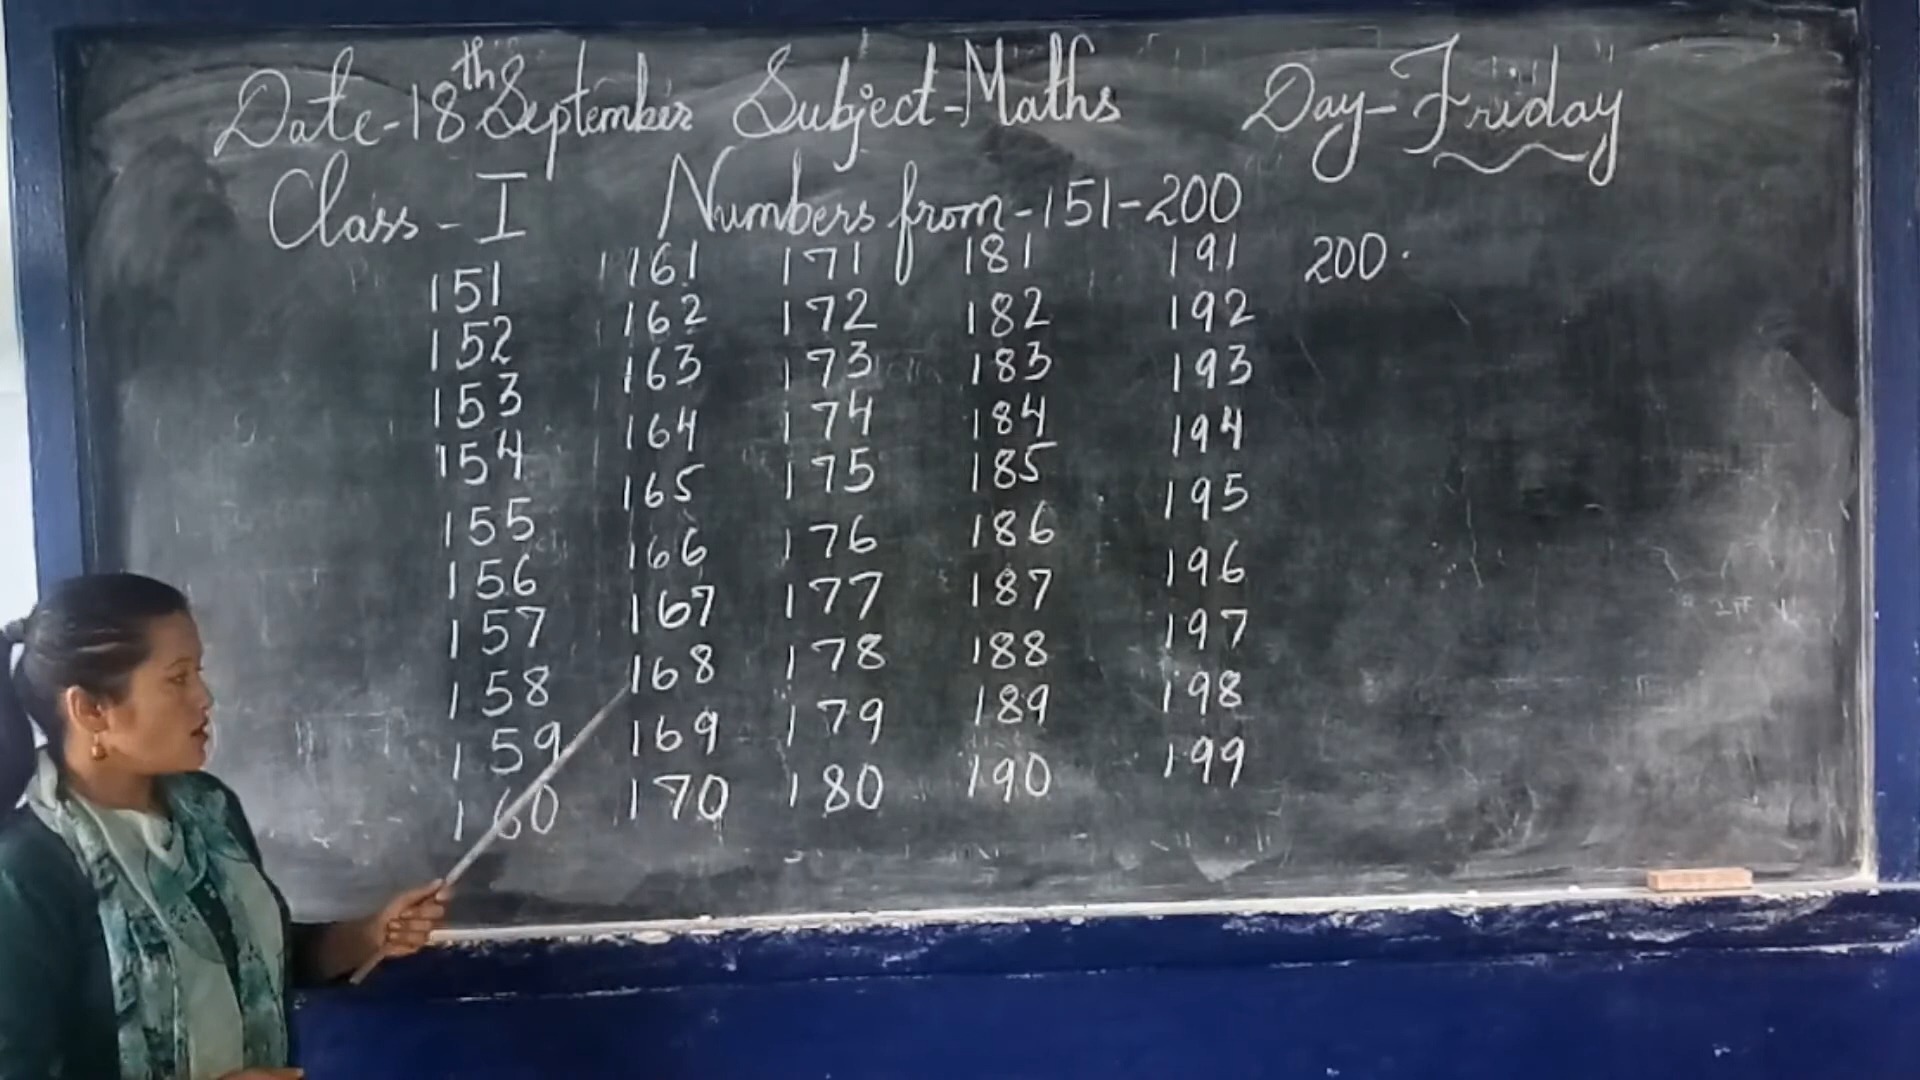 Date-18th September Subject-Maths Day-Friday
Class - I Numbers from-151-200
151 161 171 181 191 200.
152 162 172 182 192
153 163 173 183 193
154 164 174 184 194
155 165 175 185 195
156 166 176 186 196
157 167 177 187 197
158 168 178 188 198
159 169 179 189 199
160 170 180 190